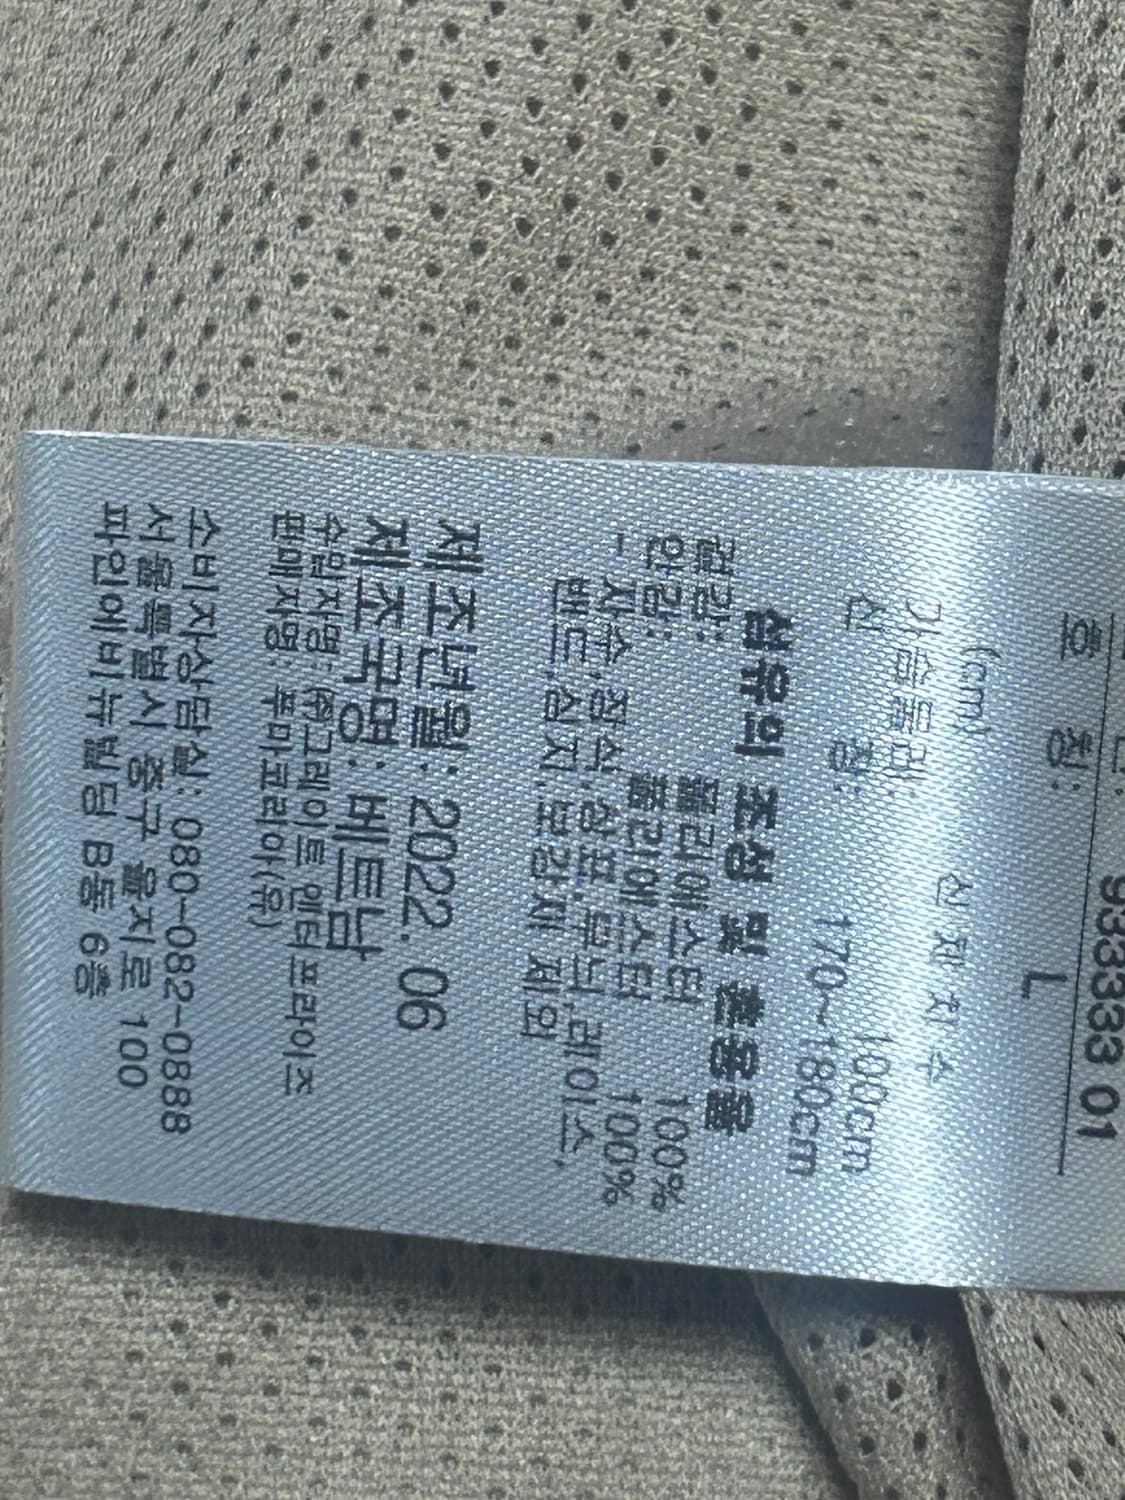 933333 01
호 칭: L
(cm) 신체치수
가슴둘레: 100cm
신 장: 170~180cm
섬유의 조성 및 혼용율
겉감: 폴리에스터 100%
안감: 폴리에스터 100%
- 자수,장식,심포,무늬,레이스,
밴드,심지,보강재 제외
제조년월: 2022. 06
제조국명: 베트남
수입자명: ㈜그레이트 엔터프라이즈
판매자명: 푸마코리아(유)
소비자상담실: 080-082-0888
서울특별시 중구 을지로 100
파인에비뉴빌딩 B동 6층